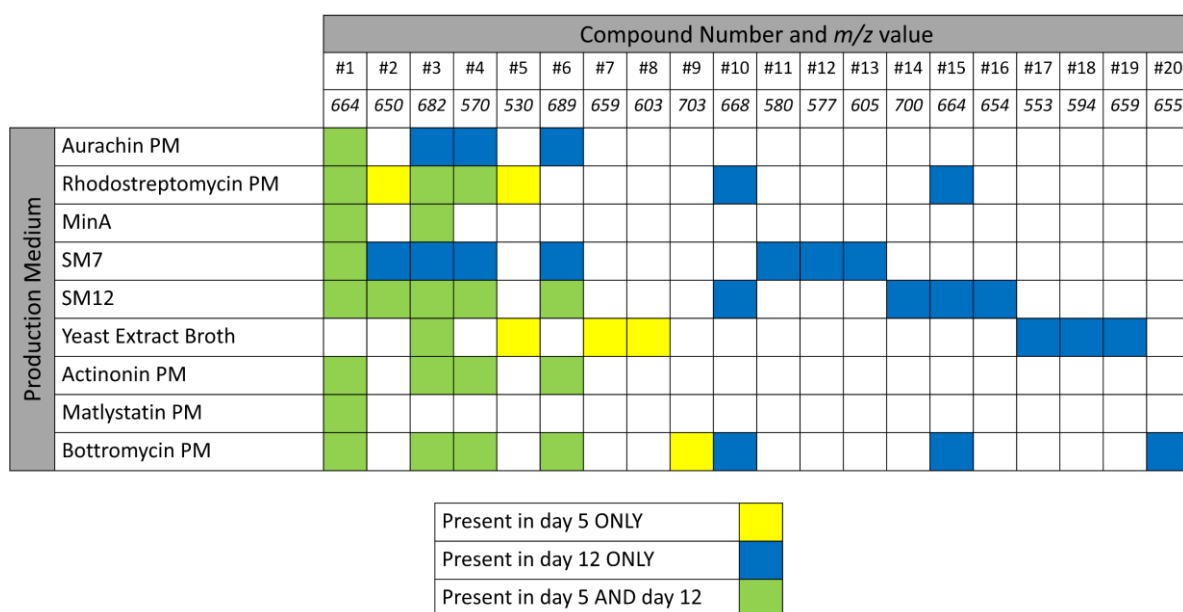 Compound Number and m/z value
#1 #2 #3 #4 #5 #6 #7 #8 #9 #10 #11 #12 #13 #14 #15 #16 #17 #18 #19 #20
664 650 682 570 530 689 659 603 703 668 580 577 605 700 664 654 553 594 659 655
Production Medium
Aurachin PM
Rhodostreptomycin PM
MinA
SM7
SM12
Yeast Extract Broth
Actinonin PM
Matlystatin PM
Bottromycin PM
Present in day 5 ONLY
Present in day 12 ONLY
Present in day 5 AND day 12